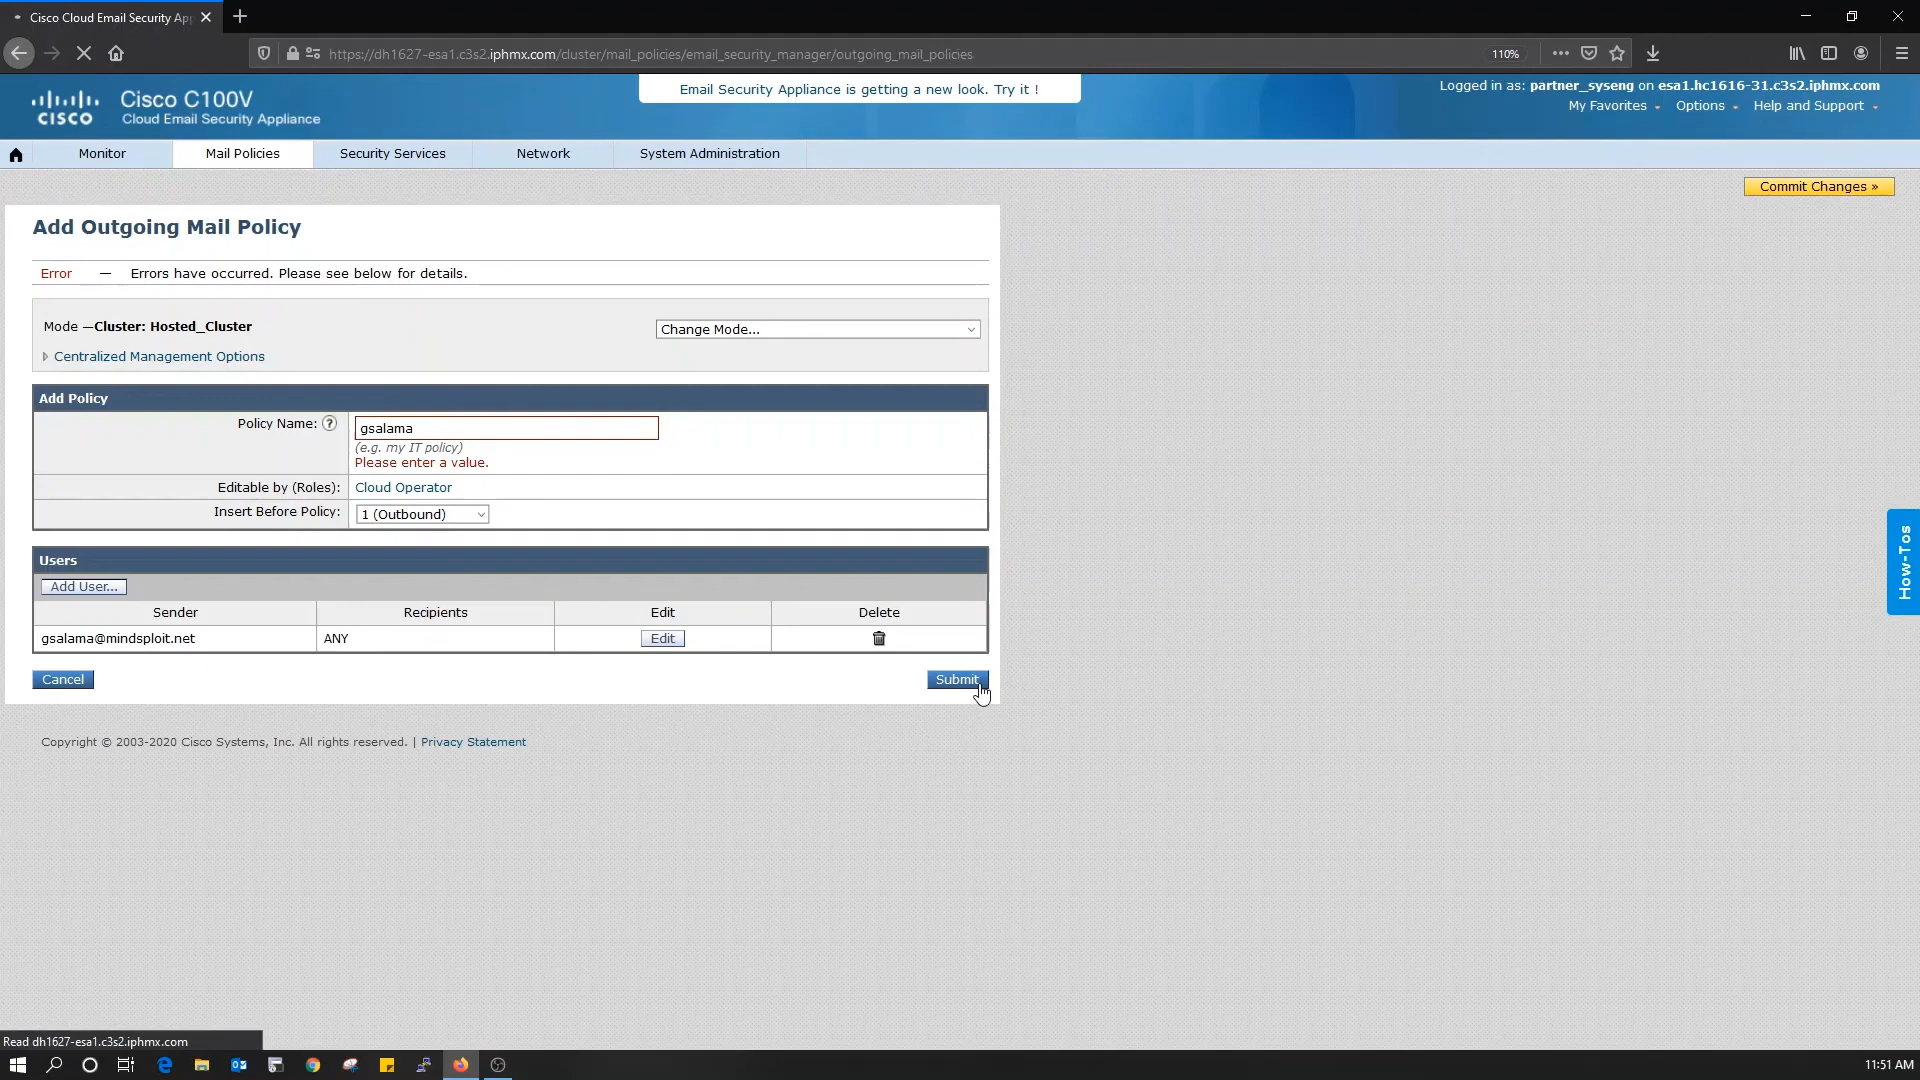 Cisco Cloud Email Security App
https://dh1627-esa1.c3s2.iphmx.com/cluster/mail_policies/email_security_manager/outgoing_mail_policies
110%
CISCO
Cisco C100V
Cloud Email Security Appliance
Email Security Appliance is getting a new look. Try it !
Logged in as: partner_syseng on esa1.hc1616-31.c3s2.iphmx.com
My Favorites Options Help and Support
Monitor Mail Policies Security Services Network System Administration
Commit Changes »
Add Outgoing Mail Policy
Error — Errors have occurred. Please see below for details.
Mode —Cluster: Hosted_Cluster
Change Mode...
Centralized Management Options
Add Policy
Policy Name: ? gsalama
(e.g. my IT policy)
Please enter a value.
Editable by (Roles): Cloud Operator
Insert Before Policy: 1 (Outbound)
How-Tos
Users
Add User...
Sender Recipients Edit Delete
gsalama@mindsploit.net ANY Edit
Cancel Submit
Copyright © 2003-2020 Cisco Systems, Inc. All rights reserved. | Privacy Statement
Read dh1627-esa1.c3s2.iphmx.com
11:51 AM